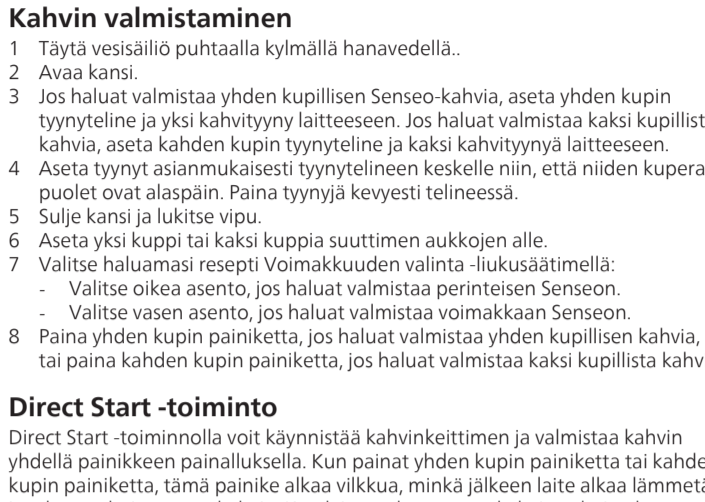 Kahvin valmistaminen
1 Täytä vesisäiliö puhtaalla kylmällä hanavedellä..
2 Avaa kansi.
3 Jos haluat valmistaa yhden kupillisen Senseo-kahvia, aseta yhden kupin
tyynyteline ja yksi kahvityyny laitteeseen. Jos haluat valmistaa kaksi kupillist
kahvia, aseta kahden kupin tyynyteline ja kaksi kahvityynyä laitteeseen.
4 Aseta tyynyt asianmukaisesti tyynytelineen keskelle niin, että niiden kupera
puolet ovat alaspäin. Paina tyynyjä kevyesti telineessä.
5 Sulje kansi ja lukitse vipu.
6 Aseta yksi kuppi tai kaksi kuppia suuttimen aukkojen alle.
7 Valitse haluamasi resepti Voimakkuuden valinta -liukusäätimellä:
- Valitse oikea asento, jos haluat valmistaa perinteisen Senseon.
- Valitse vasen asento, jos haluat valmistaa voimakkaan Senseon.
8 Paina yhden kupin painiketta, jos haluat valmistaa yhden kupillisen kahvia,
tai paina kahden kupin painiketta, jos haluat valmistaa kaksi kupillista kahv
Direct Start -toiminto
Direct Start -toiminnolla voit käynnistää kahvinkeittimen ja valmistaa kahvin
yhdellä painikkeen painalluksella. Kun painat yhden kupin painiketta tai kahde
kupin painiketta, tämä painike alkaa vilkkua, minkä jälkeen laite alkaa lämmetä